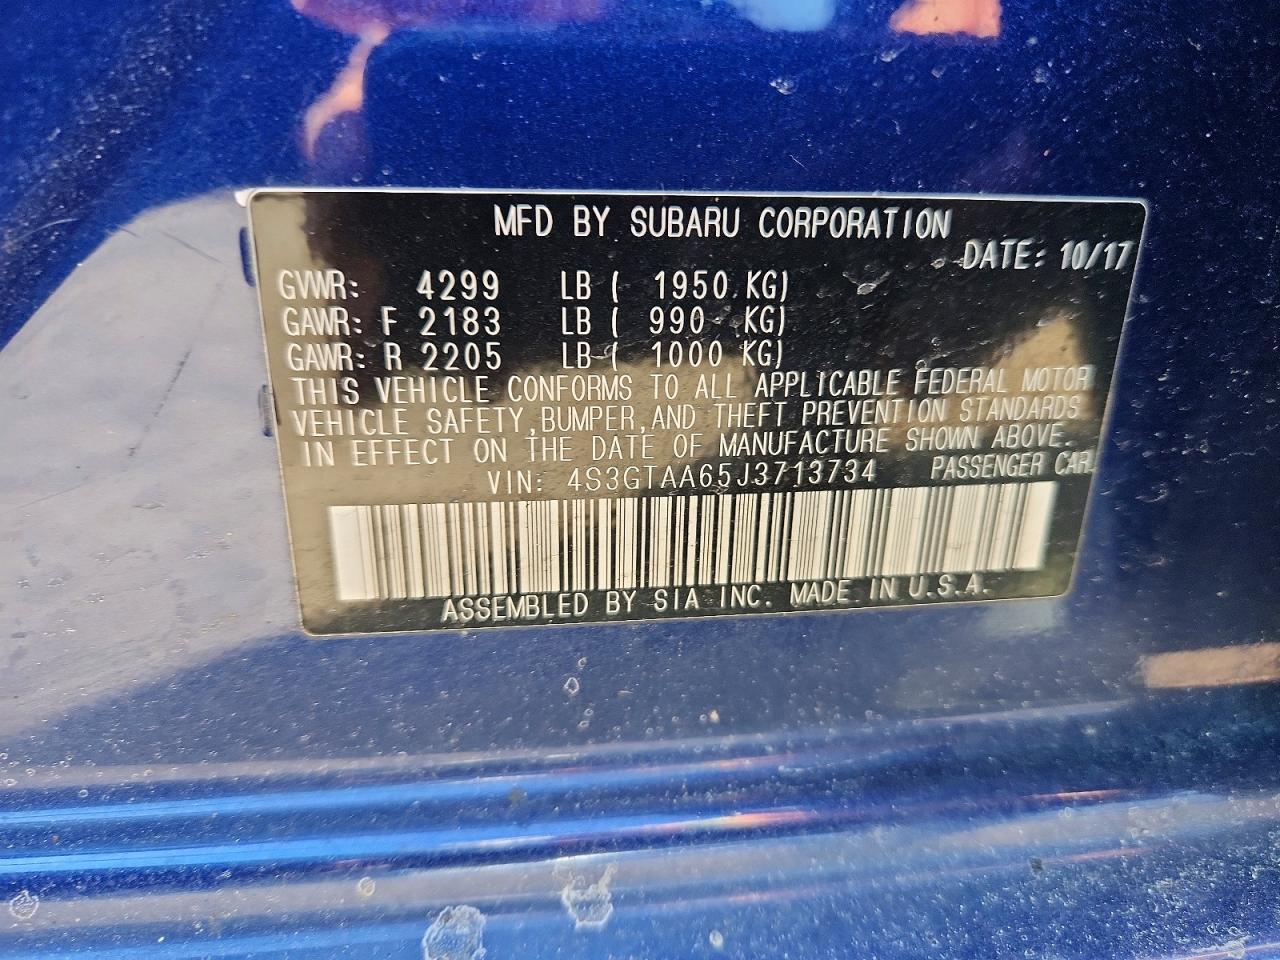 MFD BY SUBARU CORPORATION
DATE: 10/17
GVWR: 4299 LB ( 1950 KG)
GAWR: F 2183 LB ( 990 KG)
GAWR: R 2205 LB ( 1000 KG)
THIS VEHICLE CONFORMS TO ALL APPLICABLE FEDERAL MOTOR
VEHICLE SAFETY, BUMPER, AND THEFT PREVENTION STANDARDS
IN EFFECT ON THE DATE OF MANUFACTURE SHOWN ABOVE.
VIN: 4S3GTAA65J3713734 PASSENGER CAR
ASSEMBLED BY SIA INC. MADE IN U.S.A.